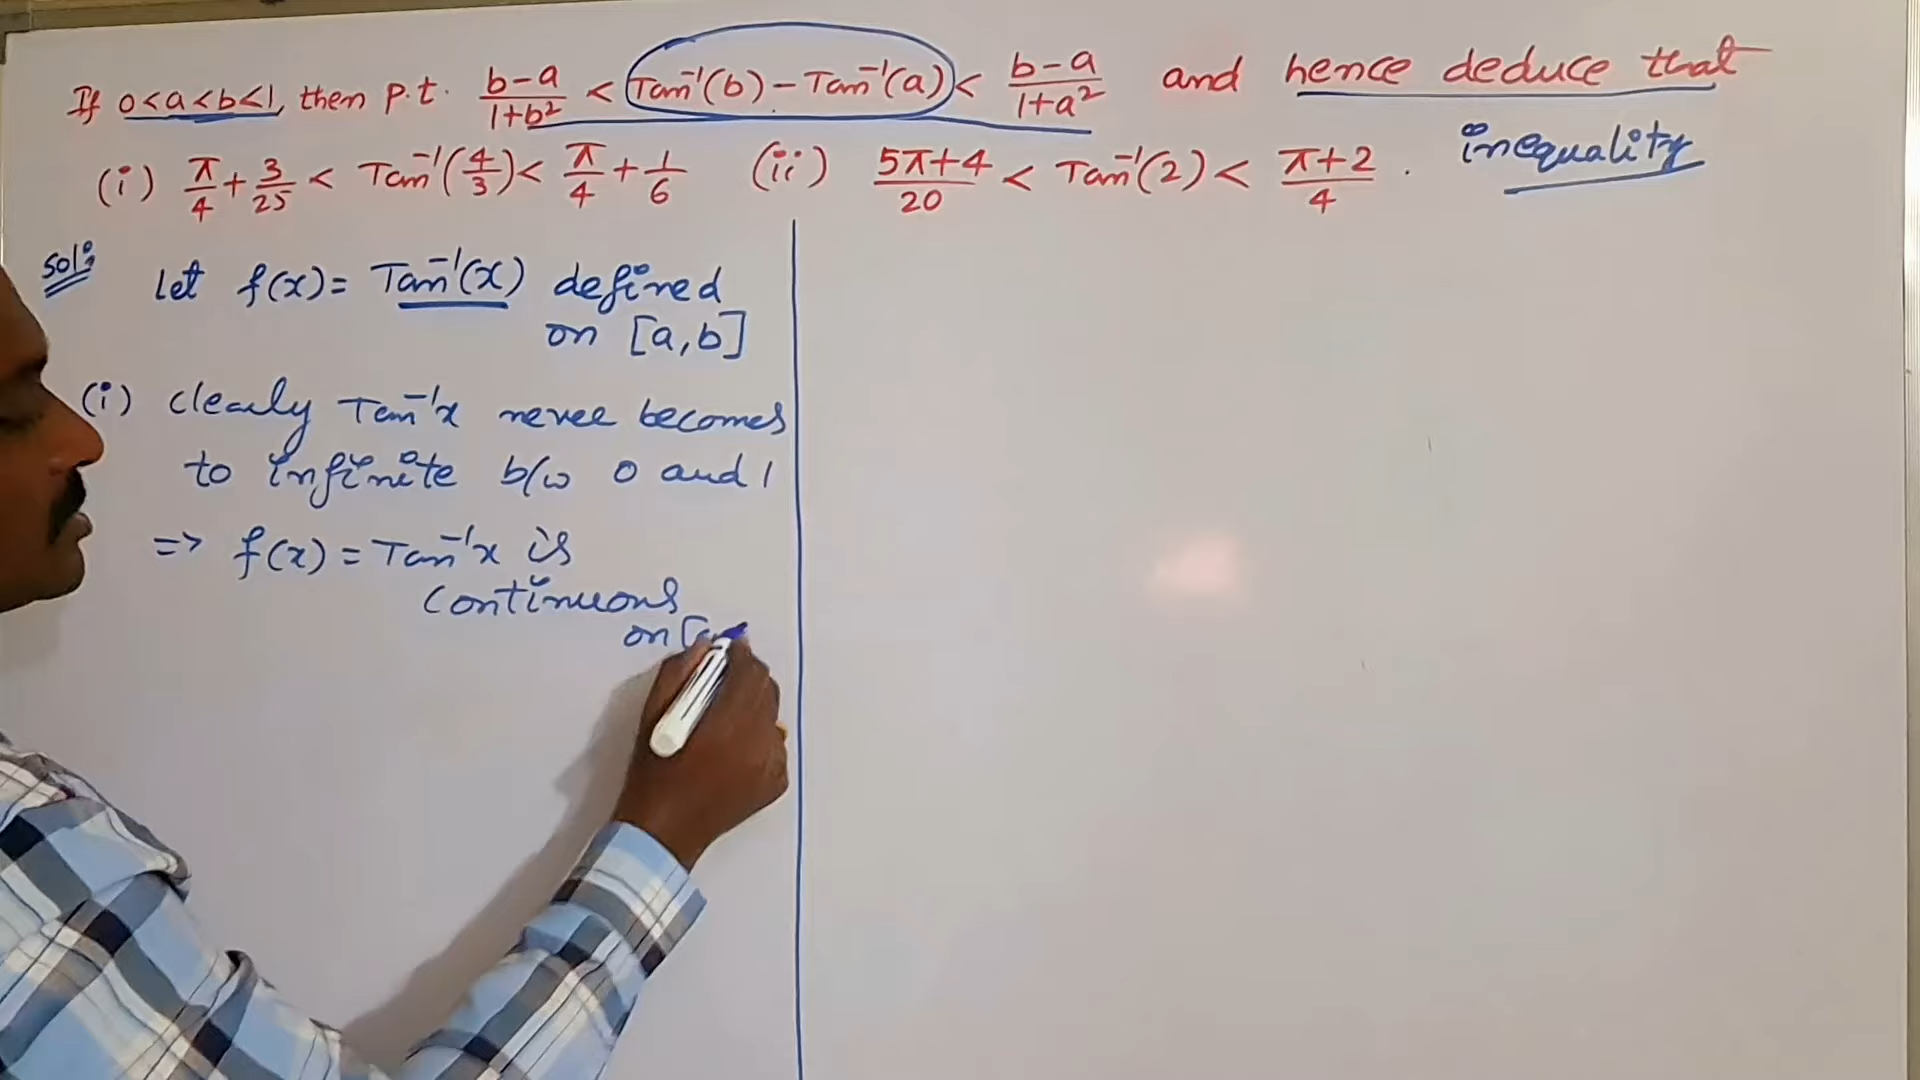 If 0<a<b<1, then p.t. b-a/1+b² < Tan⁻¹(b) - Tan⁻¹(a) < b-a/1+a² and hence deduce that
(i) π/4 + 3/25 < Tan⁻¹(4/3) < π/4 + 1/6 (ii) 5π+4/20 < Tan⁻¹(2) < π+2/4 .
inequality
Sol:
Let f(x) = Tan⁻¹(x) defined
on [a,b]
(i) clearly Tan⁻¹x never becomes
to infinite b/w 0 and 1
=> f(x) = Tan⁻¹x is
continuous
on [a